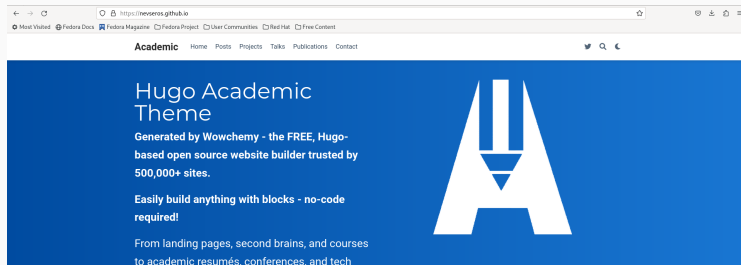 https://nevseros.github.io
Most Visited Fedora Docs Fedora Magazine Fedora Project User Communities Red Hat Free Content
Academic Home Posts Projects Talks Publications Contact
Hugo Academic
Theme
Generated by Wowchemy - the FREE, Hugo-
based open source website builder trusted by
500,000+ sites.
Easily build anything with blocks - no-code
required!
From landing pages, second brains, and courses
to academic resumés, conferences, and tech